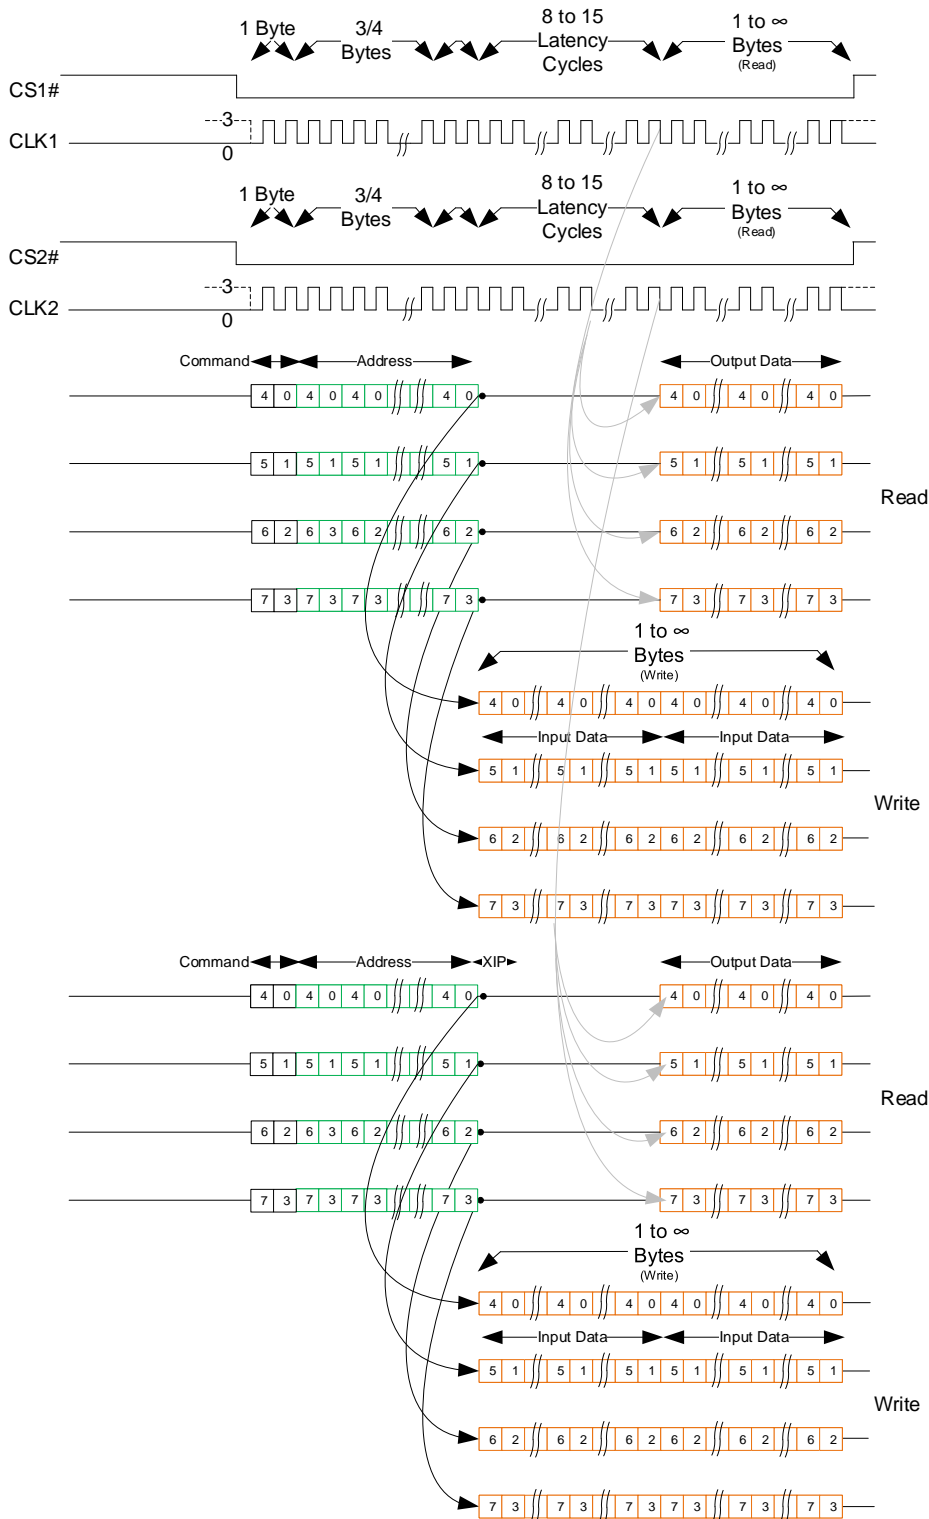 1 Byte 3/4 Bytes 8 to 15 Latency Cycles 1 to ∞ Bytes (Read)
CS1#
3
CLK1
0
1 Byte 3/4 Bytes 8 to 15 Latency Cycles 1 to ∞ Bytes (Read)
CS2#
3
CLK2
0
Command Address Output Data
4 0 4 0 4 0 4 0 4 0 4 0 4 0
5 1 5 1 5 1 5 1 5 1 5 1 5 1
Read
6 2 6 3 6 2 6 2 6 2 6 2 6 2
7 3 7 3 7 3 7 3 7 3 7 3 7 3
1 to ∞
Bytes
(Write)
4 0 4 0 4 0 4 0 4 0 4 0
Input Data Input Data
5 1 5 1 5 1 5 1 5 1 5 1
Write
6 2 6 2 6 2 6 2 6 2 6 2
7 3 7 3 7 3 7 3 7 3 7 3
Command Address XIP Output Data
4 0 4 0 4 0 4 0 4 0 4 0 4 0
5 1 5 1 5 1 5 1 5 1 5 1 5 1
Read
6 2 6 3 6 2 6 2 6 2 6 2 6 2
7 3 7 3 7 3 7 3 7 3 7 3 7 3
1 to ∞
Bytes
(Write)
4 0 4 0 4 0 4 0 4 0 4 0
Input Data Input Data
5 1 5 1 5 1 5 1 5 1 5 1
Write
6 2 6 2 6 2 6 2 6 2 6 2
7 3 7 3 7 3 7 3 7 3 7 3